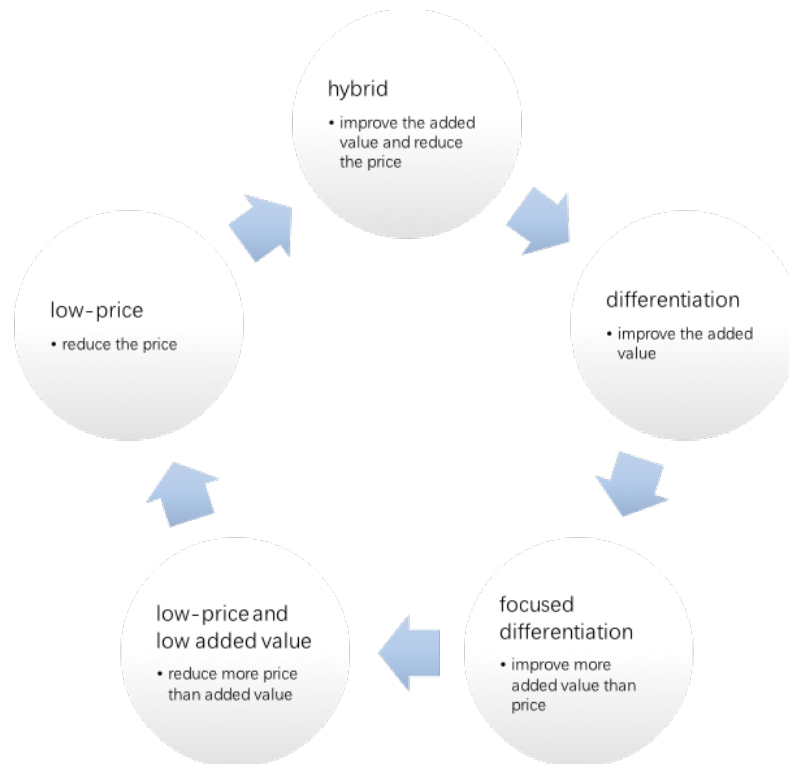 hybrid
• improve the added
value and reduce
the price
differentiation
• improve the added
value
focused
differentiation
• improve more
added value than
price
low-price and
low added value
• reduce more price
than added value
low-price
• reduce the price